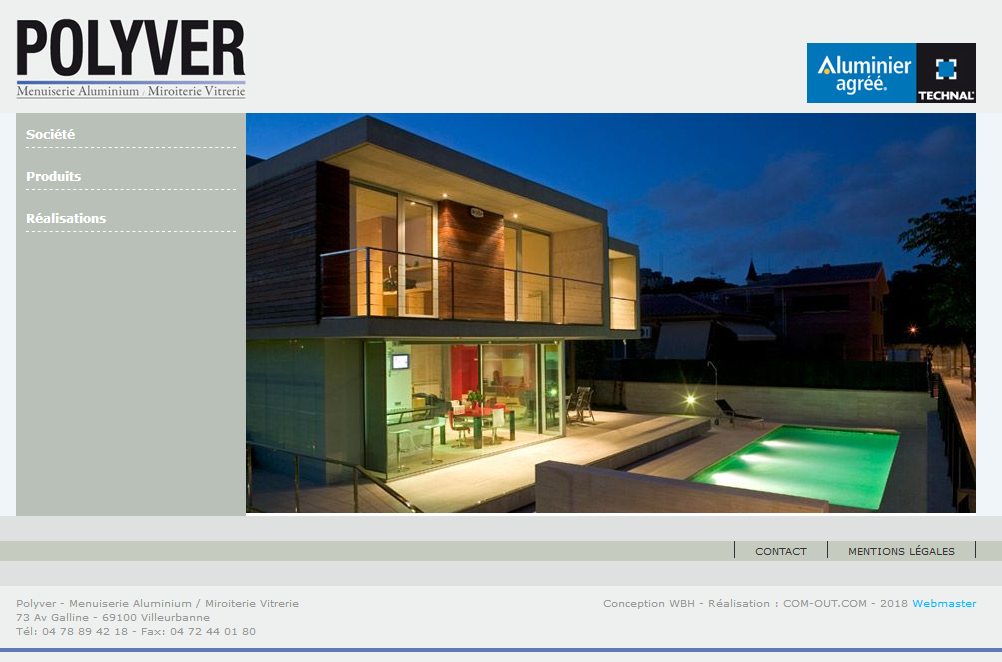 POLYVER
Menuiserie Aluminium / Miroiterie Vitrerie
Aluminier
agréé.
TECHNAL
Société
Produits
Réalisations
CONTACT
MENTIONS LÉGALES
Polyver - Menuiserie Aluminium / Miroiterie Vitrerie
73 Av Galline - 69100 Villeurbanne
Tél: 04 78 89 42 18 - Fax: 04 72 44 01 80
Conception WBH - Réalisation : COM-OUT.COM - 2018 Webmaster